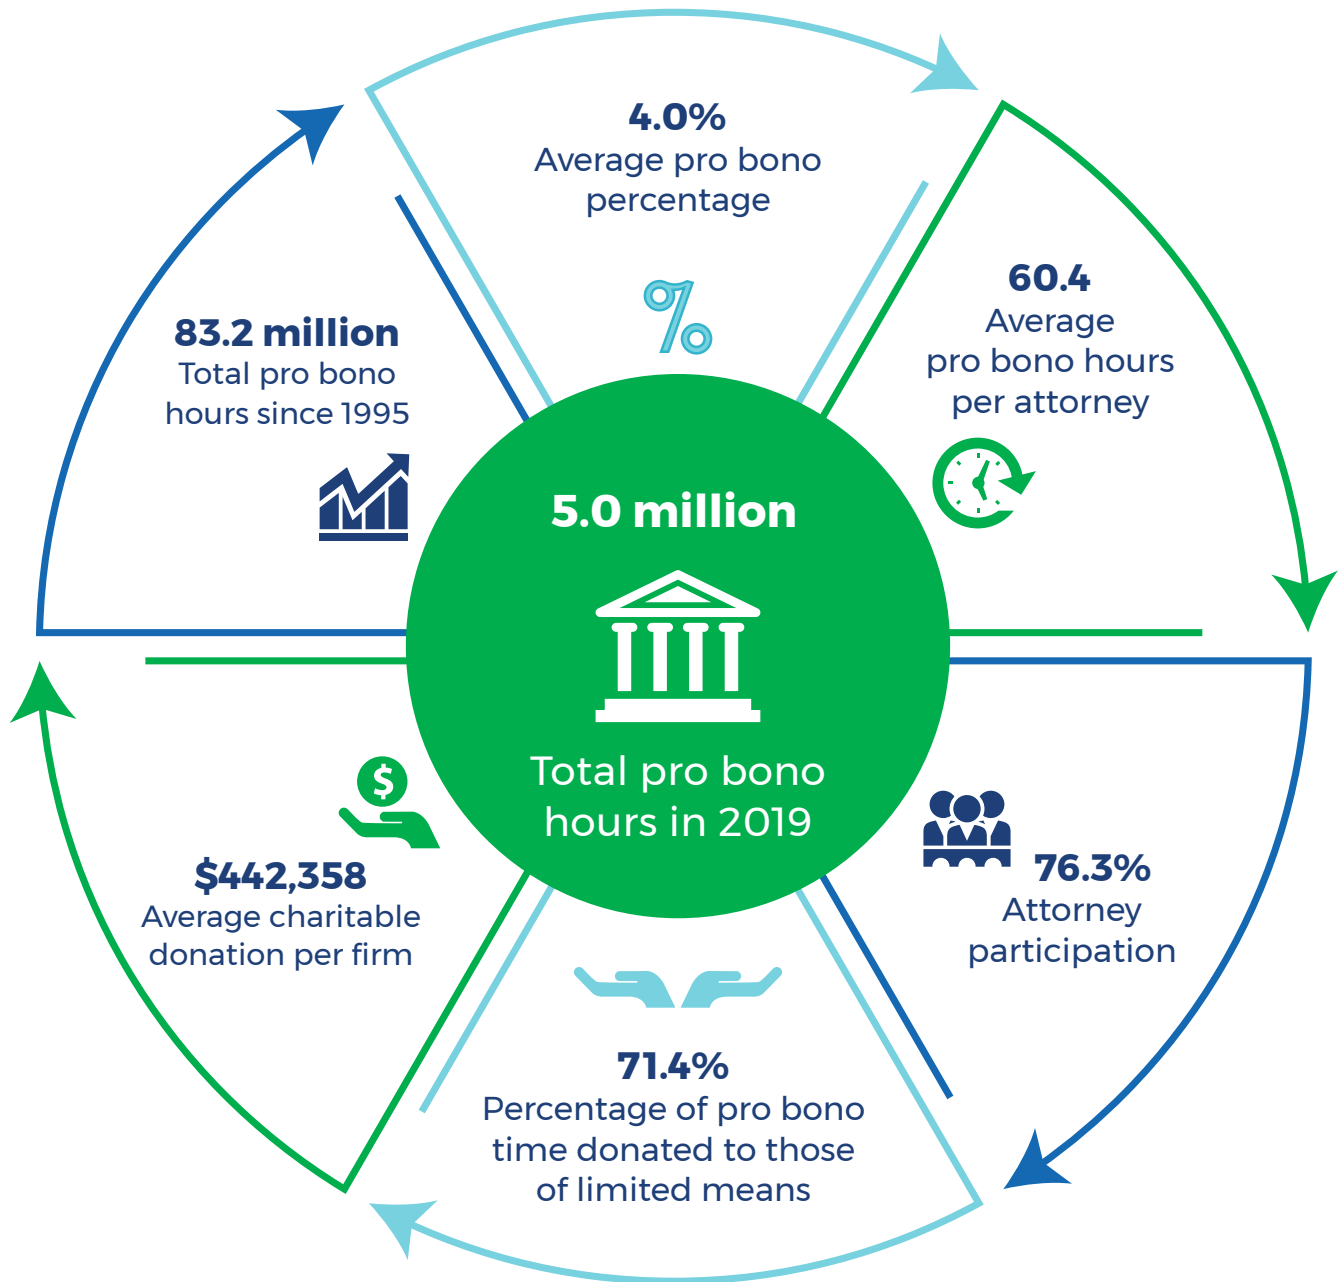 4.0%
Average pro bono
percentage
%
60.4
Average
pro bono hours
per attorney
83.2 million
Total pro bono
hours since 1995
5.0 million
Total pro bono
hours in 2019
$
$442,358
Average charitable
donation per firm
76.3%
Attorney
participation
71.4%
Percentage of pro bono
time donated to those
of limited means